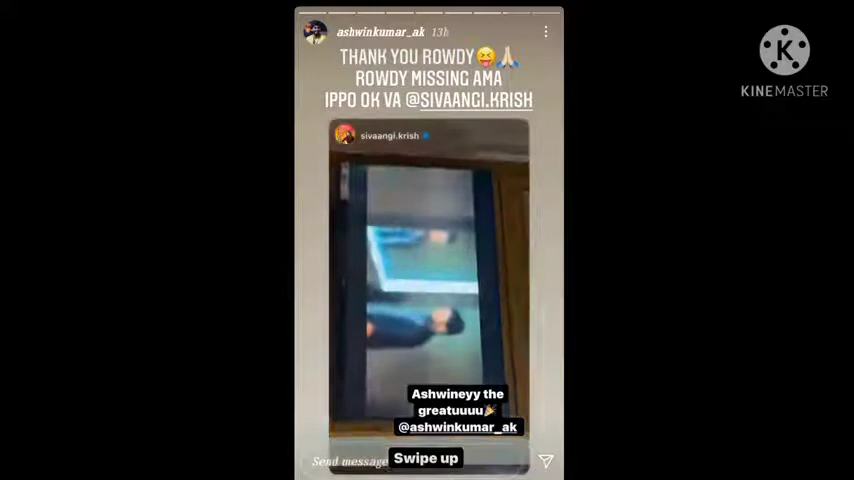 ashwinkumar_ak 13h
THANK YOU ROWDY😝🙏🏻
ROWDY MISSING AMA
IPPO OK VA @SIVAANGI.KRISH
sivaangi.krish
Ashwineyy the
greatuuuu🎉
@ashwinkumar_ak
Send message
Swipe up
KINEMASTER